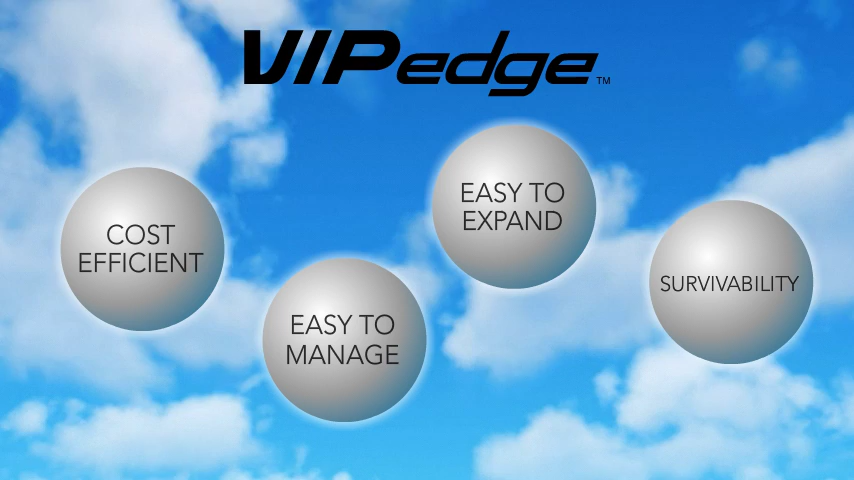 VIPedge™
COST
EFFICIENT
EASY TO
MANAGE
EASY TO
EXPAND
SURVIVABILITY